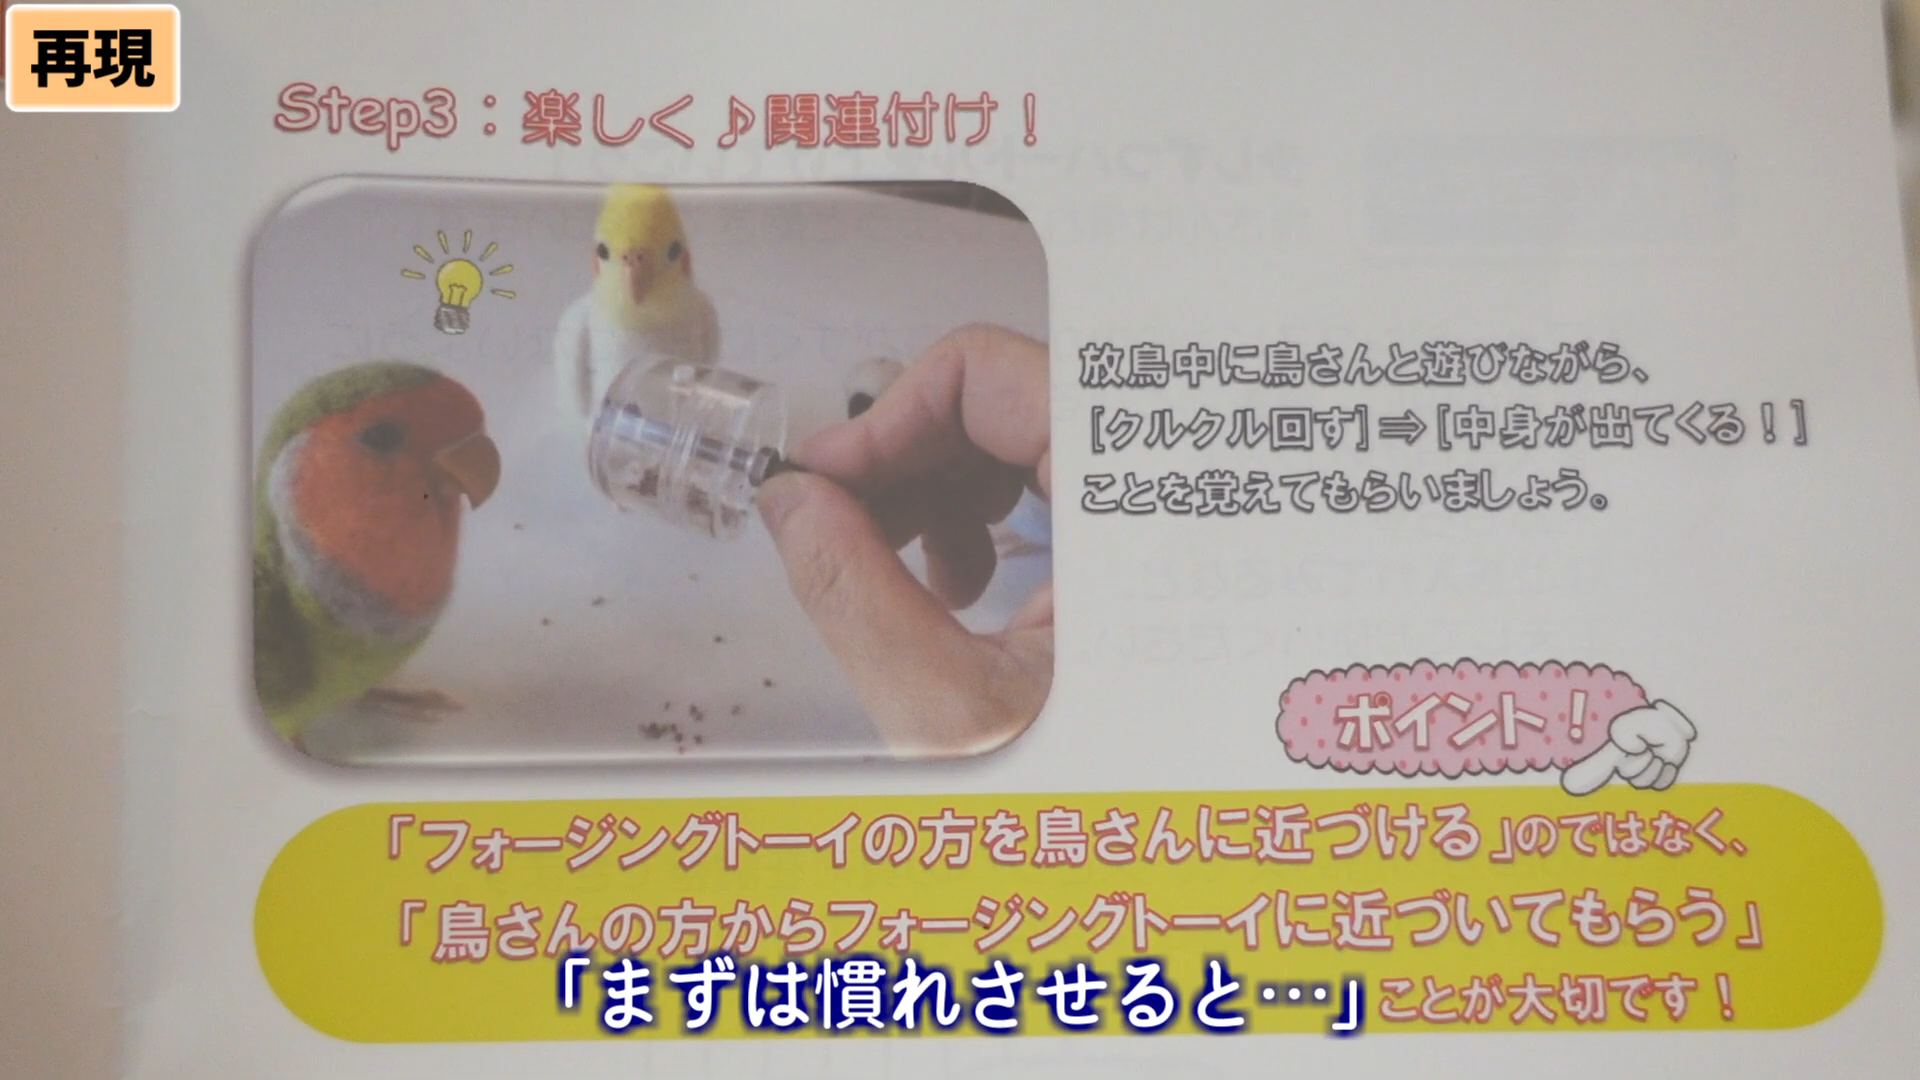 再現
Step3:楽しく♪関連付け!
放鳥中に鳥さんと遊びながら、
[クルクル回す]⇒[中身が出てくる!]
ことを覚えてもらいましょう。
ポイント!
「フォージングトーイの方を鳥さんに近づける」のではなく、
「鳥さんの方からフォージングトーイに近づいてもらう」
ことが大切です!
「まずは慣れさせると…」